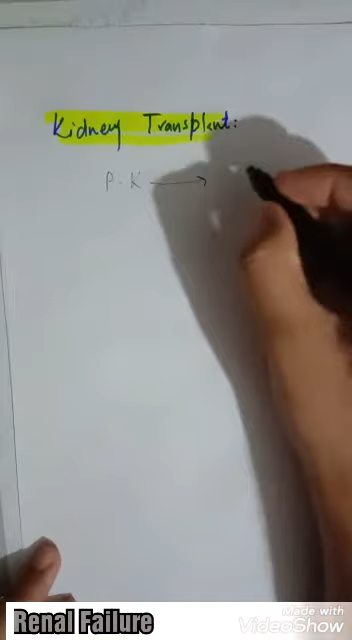 Kidney Transplant:
P. K →
Renal Failure
Made with
VideoShow